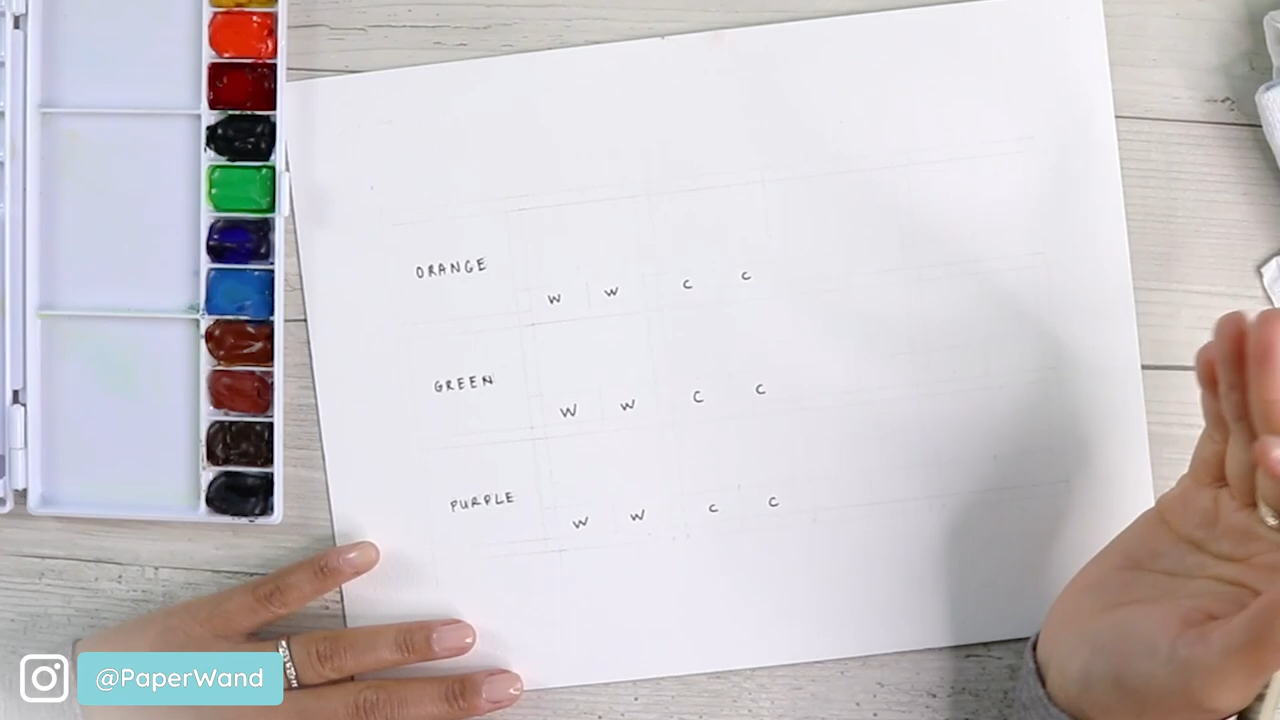 ORANGE
W W C C
GREEN
W W C C
PURPLE
W W C C
@PaperWand